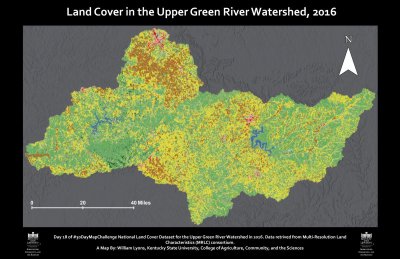 Land Cover in the Upper Green River Watershed, 2016
N
0 20 40 Miles
Day 18 of #30DayMapChallenge National Land Cover Dataset for the Upper Green River Watershed in 2016. Data retrived from Multi-Resolution Land
Characteristics (MRLC) consortium.
A Map By: William Lyons, Kentucky State University, College of Agriculture, Community, and the Sciences